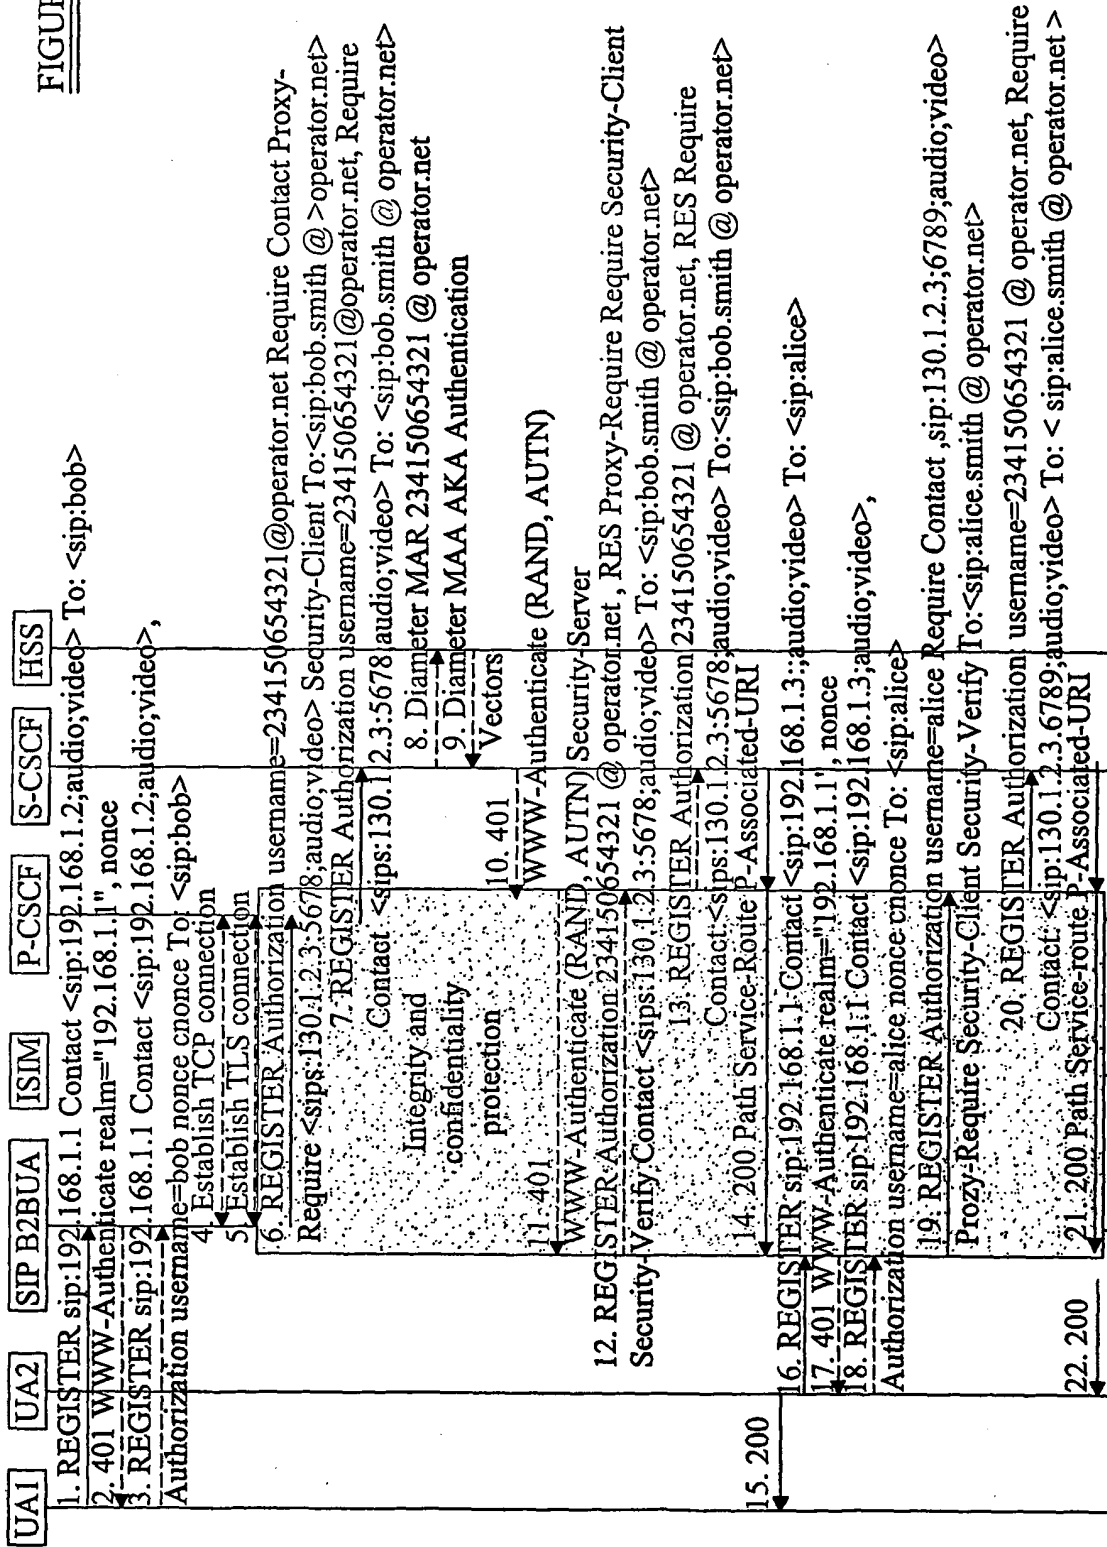 FIGU
UA1
UA2
SIP B2BUA
ISIM
P-CSCF
S-CSCF
HSS
1. REGISTER sip:192.168.1.1 Contact <sip:192.168.1.2;audio;video> To: <sip:bob>
2. 401 WWW-Authenticate realm="192.168.1.1", nonce
3. REGISTER sip:192.168.1.1 Contact <sip:192.168.1.2;audio;video>,
Authorization username=bob nonce cnonce To: <sip:bob>
4. Establish TCP connection
5. Establish TLS connection
6. REGISTER Authorization username=234150654321@operator.net Require Contact Proxy-
Require <sips:130.1.2.3:5678;audio;video> Security-Client To:<sip:bob.smith @ >operator.net>
7. REGISTER Authorization username=234150654321@operator.net, Require
Contact <sips:130.1.2.3:5678;audio;video> To: <sip:bob.smith @ operator.net>
8. Diameter MAR 234150654321 @ operator.net
9. Diameter MAA AKA Authentication
Vectors
Integrity and
confidentiality
protection
10. 401
WWW-Authenticate (RAND, AUTN)
11. 401
WWW-Authenticate (RAND, AUTN) Security-Server
12. REGISTER Authorization 234150654321 @ operator.net , RES Proxy-Require Require Security-Client
Security-Verify Contact <sips:130.1.2.3:5678;audio;video> To: <sip:bob.smith @ operator.net>
13. REGISTER Authorization 234150654321 @ operator.net, RES Require
Contact:<sips:130.1.2.3:5678;audio;video> To:<sip:bob.smith @ operator.net>
14. 200 Path Service-Route P-Associated-URI
15. 200
16. REGISTER sip:192.168.1.1 Contact <sip:192.168.1.3:;audio;video> To: <sip:alice>
17. 401 WWW-Authenticate realm="192.168.1.1", nonce
18. REGISTER sip:192.168.1.1 Contact <sip:192.168.1.3;audio;video>,
Authorization username=alice nonce cnonce To: <sip:alice>
19. REGISTER Authorization username=alice Require Contact ,sip:130.1.2.3;6789;audio;video>
Prozy-Require Security-Client Security-Verify To:<sip:alice.smith @ operator.net>
20. REGISTER Authorization: username=234150654321 @ operator.net, Require
Contact: <sip:130.1.2.3.6789;audio;video> To: < sip:alice.smith @ operator.net >
21. 200 Path Service-route P-Associated-URI
22. 200